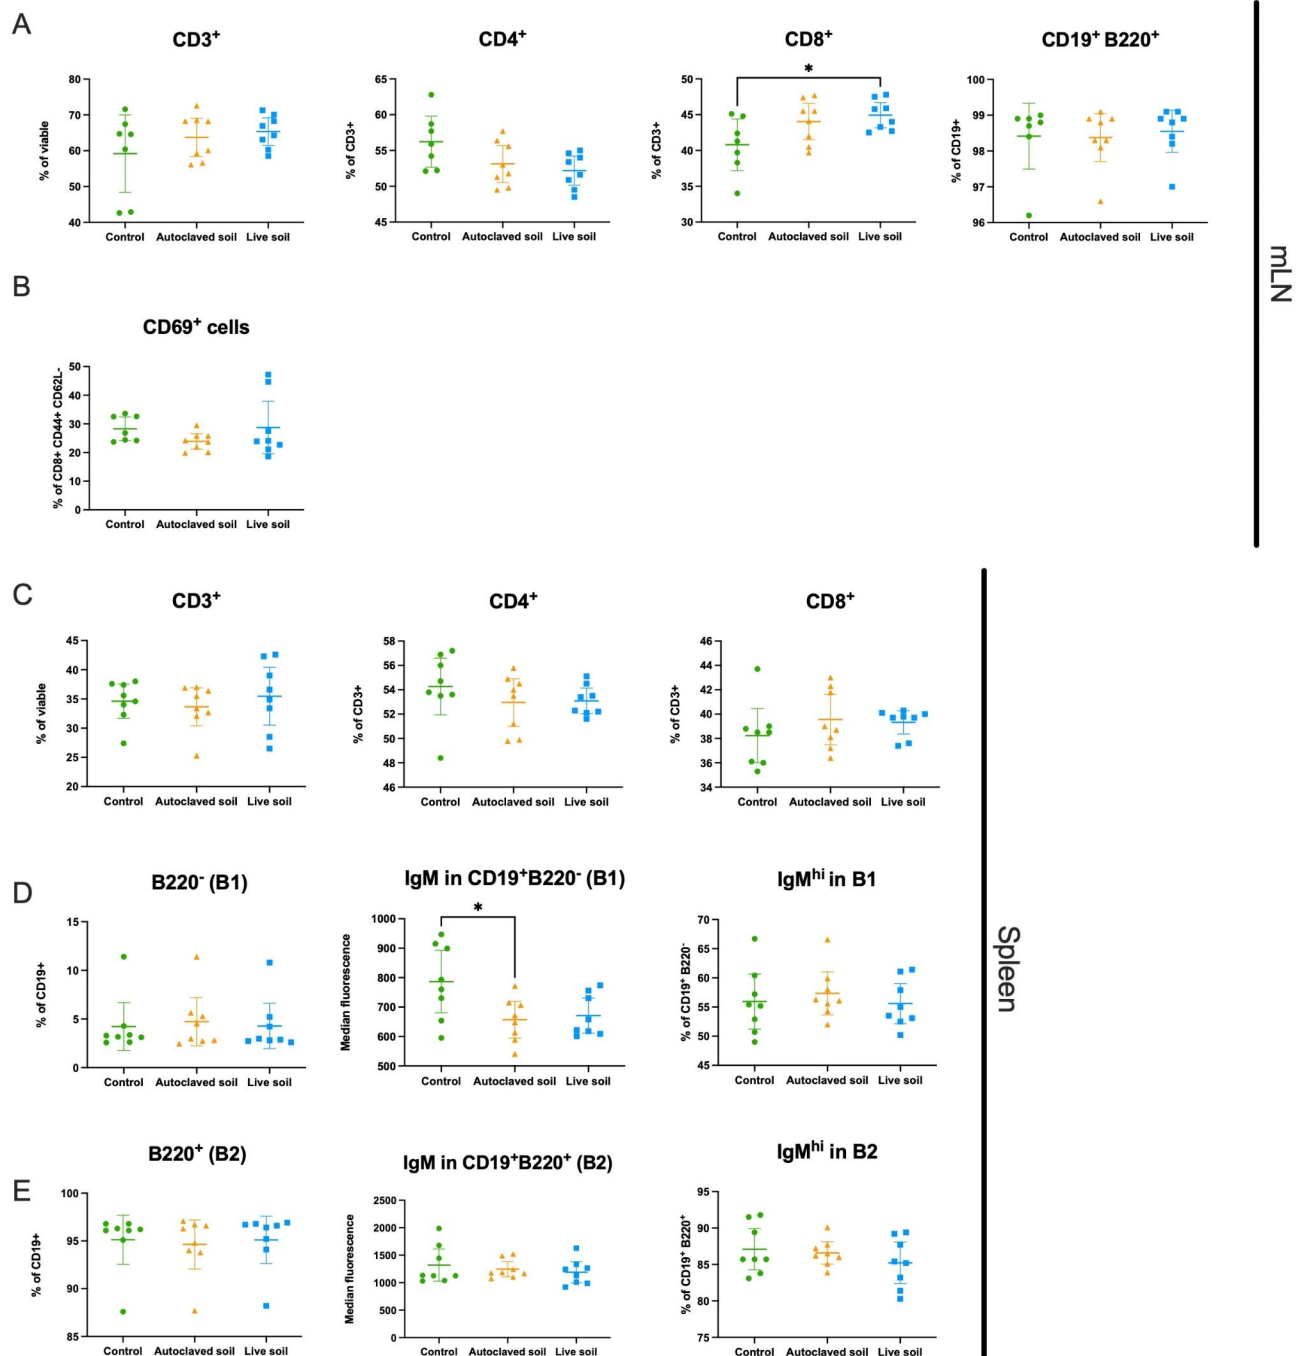 A
CD3+
CD4+
CD8+
CD19+ B220+
80
70
60
50
40
% of viable
Control
Autoclaved soil
Live soil
65
60
55
50
45
% of CD3+
Control
Autoclaved soil
Live soil
*
50
45
40
35
30
% of CD3+
Control
Autoclaved soil
Live soil
100
99
98
97
96
% of CD19+
Control
Autoclaved soil
Live soil
mLN
B
CD69+ cells
50
40
30
20
10
0
% of CD8+ CD44+ CD62L-
Control
Autoclaved soil
Live soil
C
CD3+
CD4+
CD8+
45
40
35
30
25
20
% of viable
Control
Autoclaved soil
Live soil
58
56
54
52
50
48
46
% of CD3+
Control
Autoclaved soil
Live soil
46
44
42
40
38
36
34
% of CD3+
Control
Autoclaved soil
Live soil
Spleen
D
B220- (B1)
IgM in CD19+B220- (B1)
IgMhi in B1
15
10
5
0
% of CD19+
Control
Autoclaved soil
Live soil
*
1000
900
800
700
600
500
Median fluorescence
Control
Autoclaved soil
Live soil
70
65
60
55
50
45
% of CD19+ B220-
Control
Autoclaved soil
Live soil
E
B220+ (B2)
IgM in CD19+B220+ (B2)
IgMhi in B2
100
95
90
85
% of CD19+
Control
Autoclaved soil
Live soil
2500
2000
1500
1000
500
0
Median fluorescence
Control
Autoclaved soil
Live soil
95
90
85
80
75
% of CD19+ B220+
Control
Autoclaved soil
Live soil